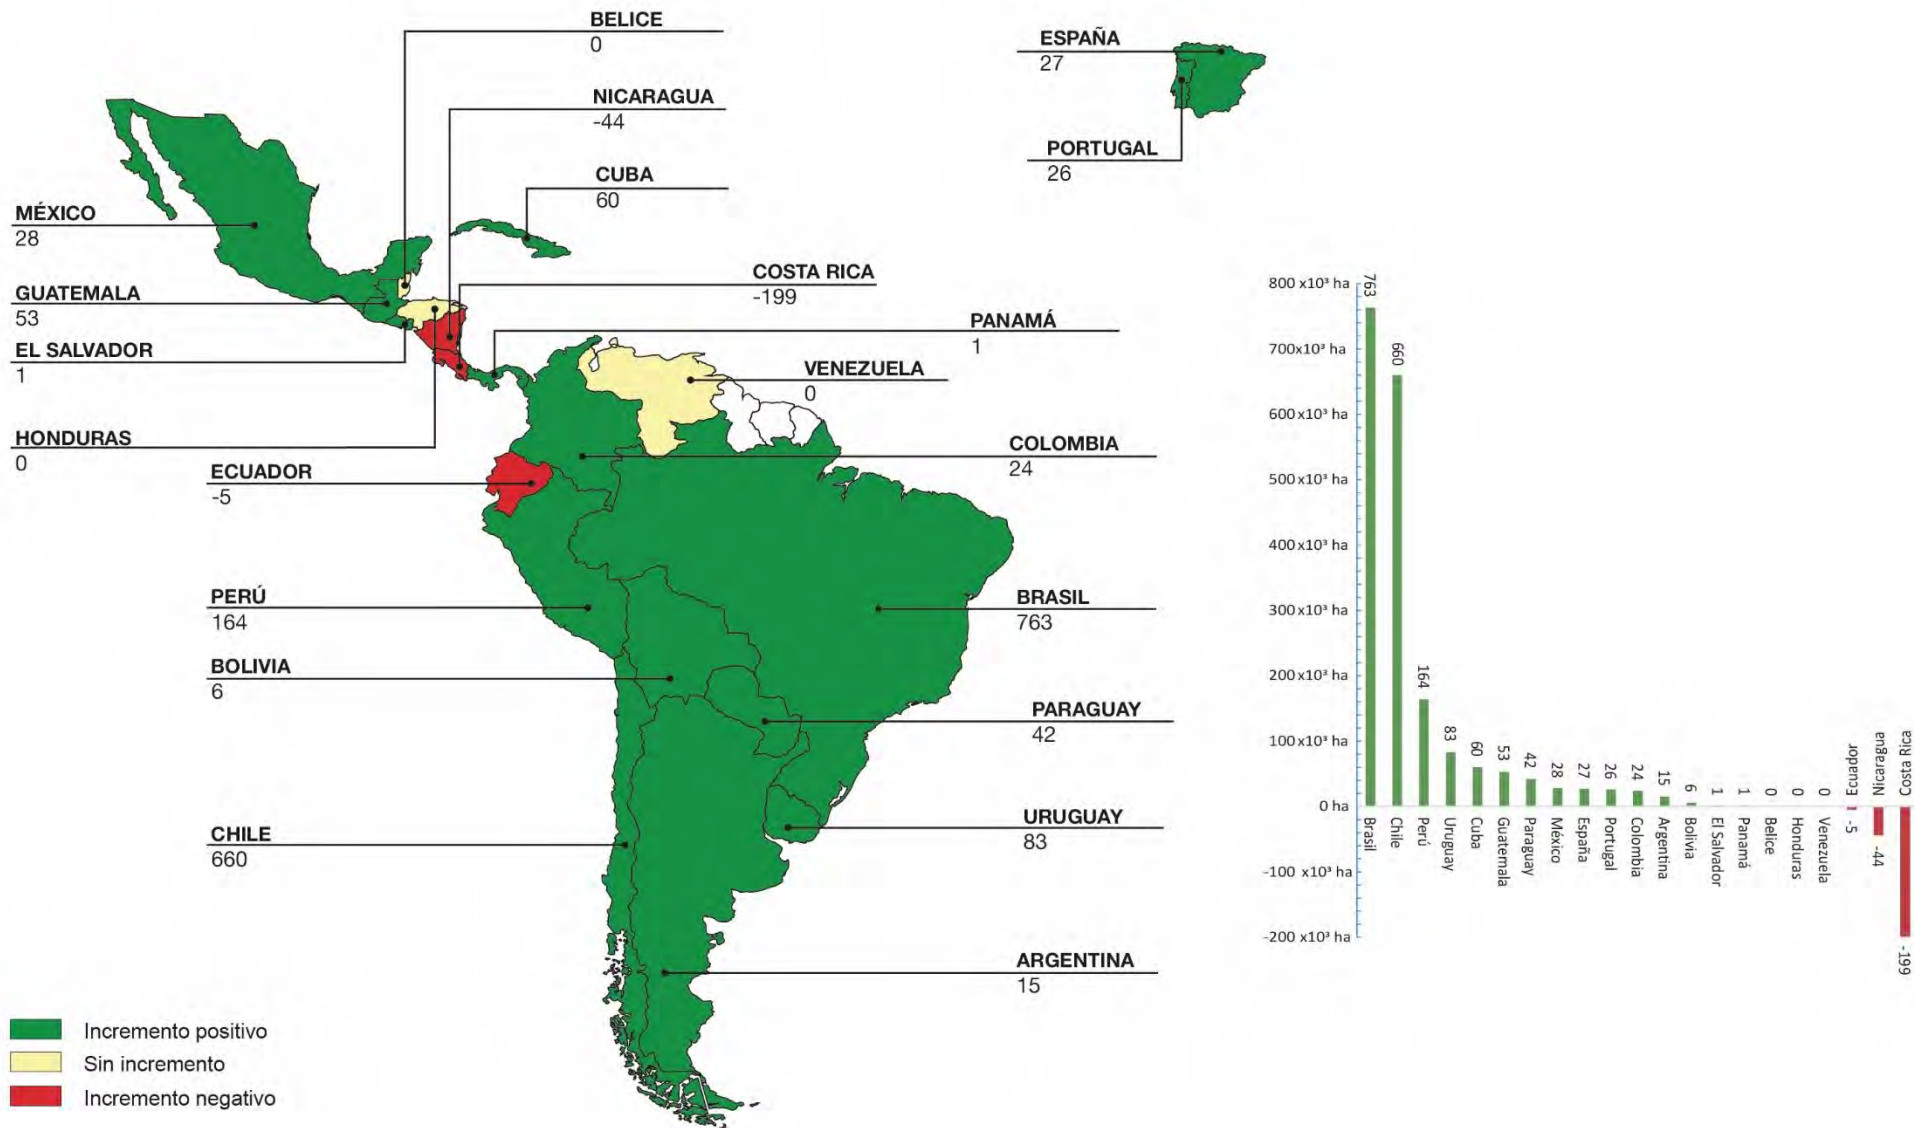 BELICE
0
NICARAGUA
-44
CUBA
60
MÉXICO
28
GUATEMALA
53
EL SALVADOR
1
HONDURAS
0
COSTA RICA
-199
PANAMÁ
1
VENEZUELA
0
COLOMBIA
24
ECUADOR
-5
PERÚ
164
BRASIL
763
BOLIVIA
6
PARAGUAY
42
CHILE
660
URUGUAY
83
ARGENTINA
15
ESPAÑA
27
PORTUGAL
26
Incremento positivo
Sin incremento
Incremento negativo
800 x10³ ha
700x10³ ha
600 x10³ ha
500 x10³ ha
400 x10³ ha
300 x10³ ha
200 x10³ ha
100 x10³ ha
0 ha
-100 x10³ ha
-200 x10³ ha
763
660
164
83
60
53
42
28
27
26
24
15
6
1
1
0
0
0
-5
-44
-199
Brasil
Chile
Perú
Uruguay
Cuba
Guatemala
Paraguay
México
España
Portugal
Colombia
Argentina
Bolivia
El Salvador
Panamá
Belice
Honduras
Venezuela
Ecuador
Nicaragua
Costa Rica